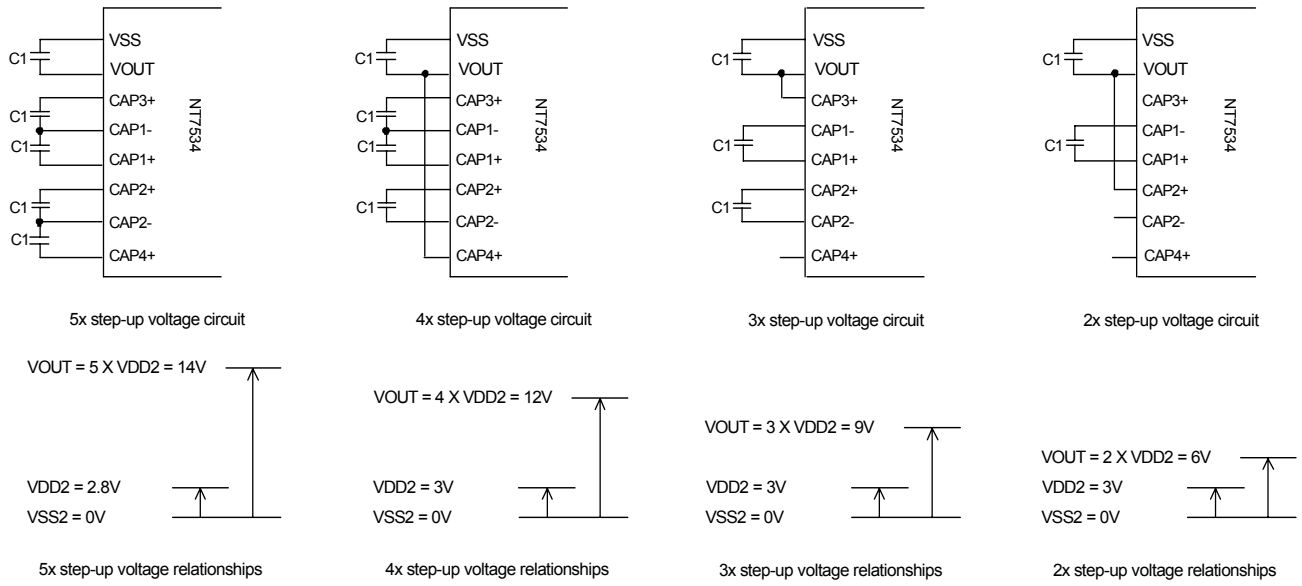 VSS
C1
VOUT
CAP3+
C1
CAP1-
C1
CAP1+
CAP2+
C1
CAP2-
C1
CAP4+
NT7534
VSS
C1
VOUT
CAP3+
C1
CAP1-
C1
CAP1+
CAP2+
C1
CAP2-
CAP4+
NT7534
VSS
C1
VOUT
CAP3+
CAP1-
C1
CAP1+
CAP2+
C1
CAP2-
CAP4+
NT7534
VSS
C1
VOUT
CAP3+
CAP1-
C1
CAP1+
CAP2+
CAP2-
CAP4+
NT7534
5x step-up voltage circuit
4x step-up voltage circuit
3x step-up voltage circuit
2x step-up voltage circuit
VOUT = 5 X VDD2 = 14V
VDD2 = 2.8V
VSS2 = 0V
VOUT = 4 X VDD2 = 12V
VDD2 = 3V
VSS2 = 0V
VOUT = 3 X VDD2 = 9V
VDD2 = 3V
VSS2 = 0V
VOUT = 2 X VDD2 = 6V
VDD2 = 3V
VSS2 = 0V
5x step-up voltage relationships
4x step-up voltage relationships
3x step-up voltage relationships
2x step-up voltage relationships